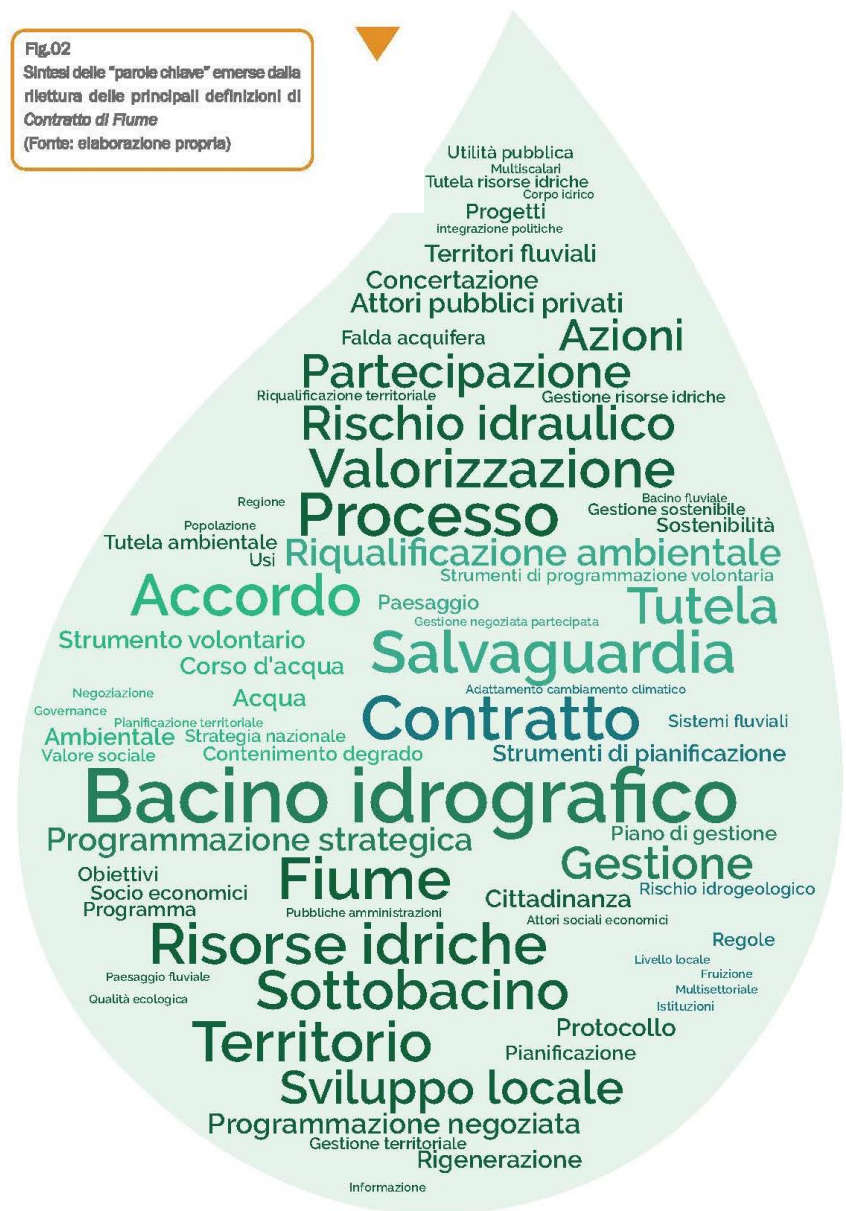 Fig.02
Sintesi delle "parole chiave" emerse dalla
rilettura delle principali definizioni di
Contratto di Fiume
(Fonte: elaborazione propria)
Utilità pubblica
Multiscalari
Tutela risorse idriche
Corpo idrico
Progetti
integrazione politiche
Territori fluviali
Concertazione
Attori pubblici privati
Falda acquifera
Azioni
Partecipazione
Riqualificazione territoriale
Gestione risorse idriche
Rischio idraulico
Valorizzazione
Regione
Processo
Bacino fluviale
Gestione sostenibile
Popolazione
Sostenibilità
Tutela ambientale
Usi
Riqualificazione ambientale
Strumenti di programmazione volontaria
Accordo
Paesaggio
Tutela
Gestione negoziata partecipata
Strumento volontario
Salvaguardia
Corso d'acqua
Negoziazione
Acqua
Adattamento cambiamento climatico
Governance
Contratto
Sistemi fluviali
Pianificazione territoriale
Ambientale
Strategia nazionale
Valore sociale
Contenimento degrado
Strumenti di pianificazione
Bacino idrografico
Programmazione strategica
Piano di gestione
Obiettivi
Fiume
Gestione
Socio economici
Cittadinanza
Rischio idrogeologico
Programma
Pubbliche amministrazioni
Attori sociali economici
Risorse idriche
Regole
Livello locale
Paesaggio fluviale
Fruizione
Qualità ecologica
Sottobacino
Multisettoriale
Istituzioni
Territorio
Protocollo
Pianificazione
Sviluppo locale
Programmazione negoziata
Gestione territoriale
Rigenerazione
Informazione